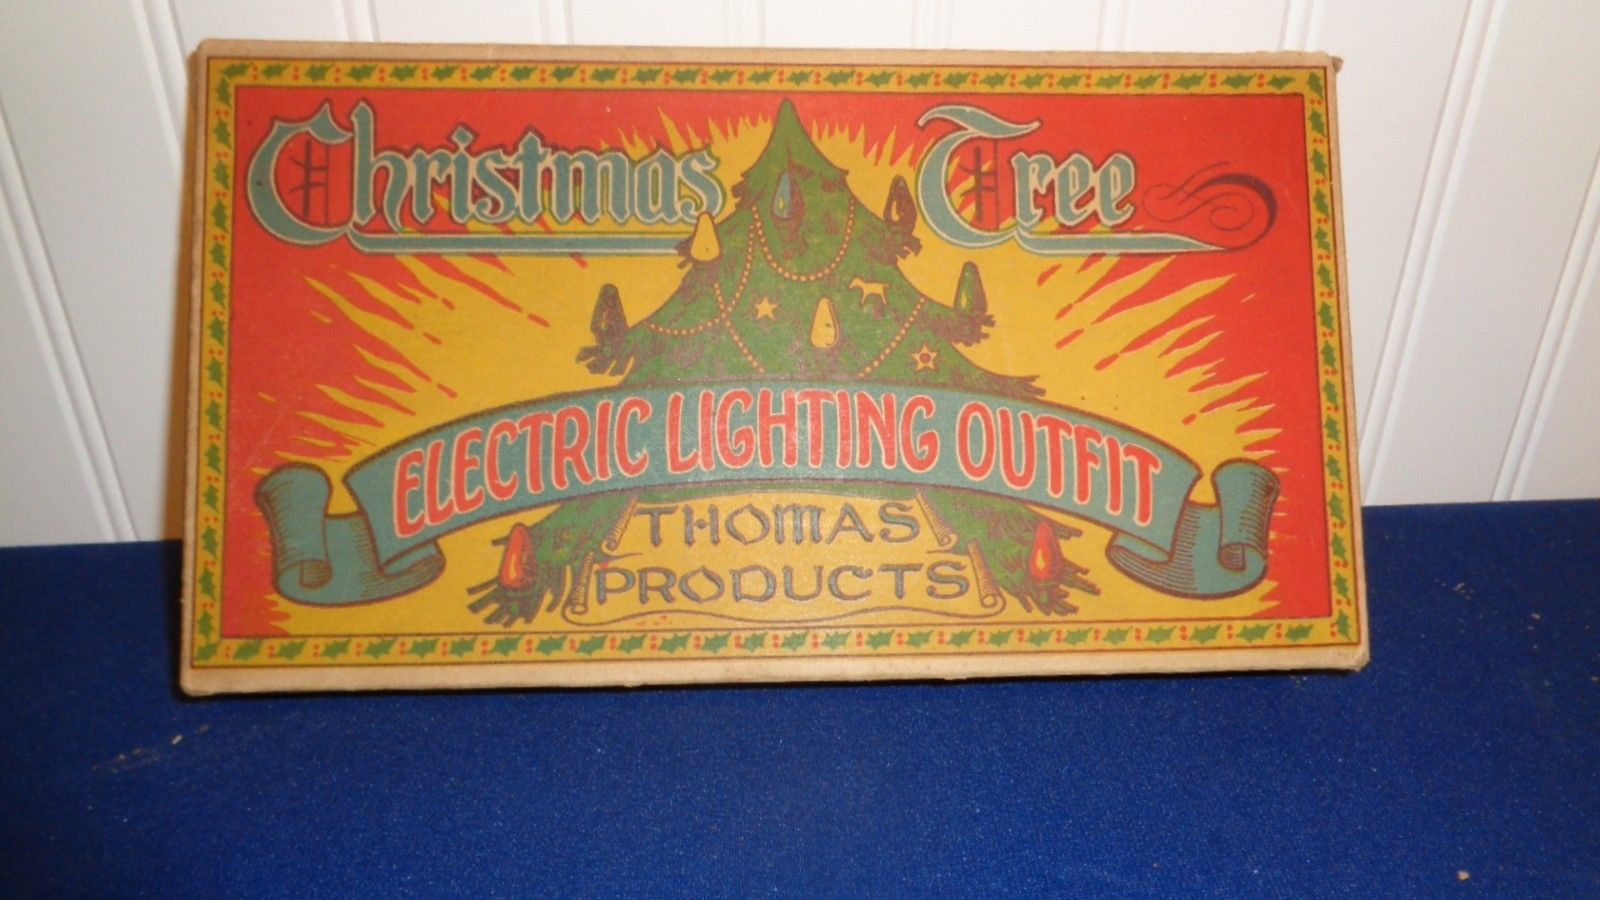 Christmas Tree
ELECTRIC LIGHTING OUTFIT
THOMAS
PRODUCTS